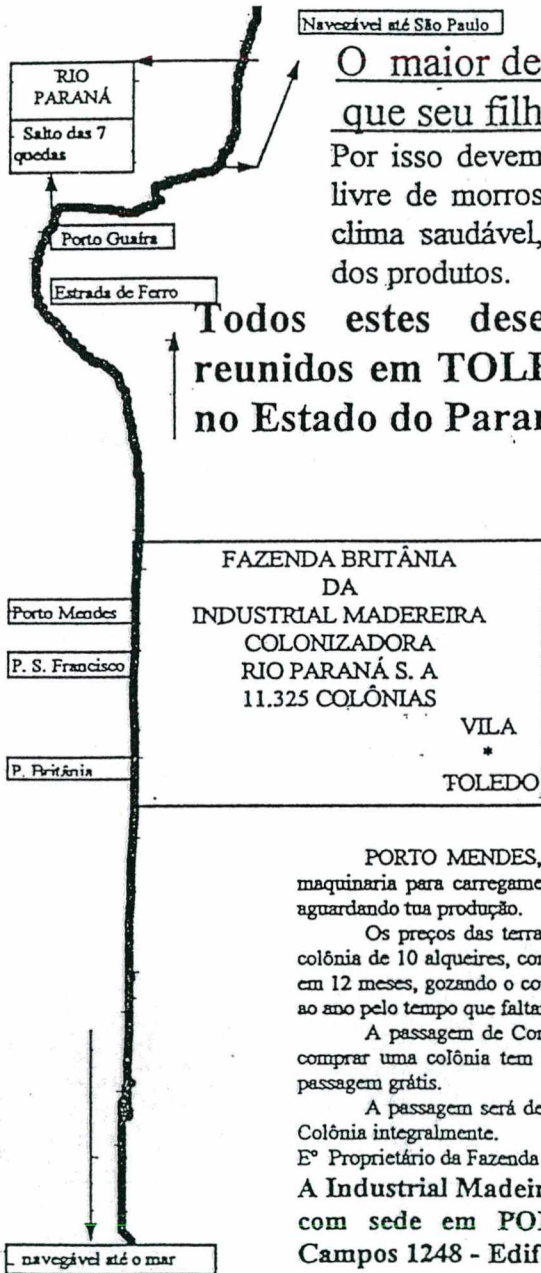 Navegável até São Paulo
RIO
PARANÁ
Salto das 7
quedas
O maior de
que seu filh
Por isso devem
livre de morros
clima saudável,
dos produtos.
Porto Guaíra
Estrada de Ferro
Todos estes dese
reunidos em TOLE
no Estado do Paran
FAZENDA BRITÂNIA
DA
INDUSTRIAL MADEREIRA
COLONIZADORA
RIO PARANÁ S. A
11.325 COLÔNIAS
VILA
*
TOLEDO
Porto Mendes
P. S. Francisco
P. Britânia
PORTO MENDES,
maquinaria para carregame
aguardando tua produção.
Os preços das terra
colônia de 10 alqueires, con
em 12 meses, gozando o co
ao ano pelo tempo que falta
A passagem de Con
comprar uma colônia tem
passagem grátis.
A passagem será de
Colônia integralmente.
Eº Proprietário da Fazenda
A Industrial Madeir
com sede em POI
Campos 1248 - Edif
navegável até o mar